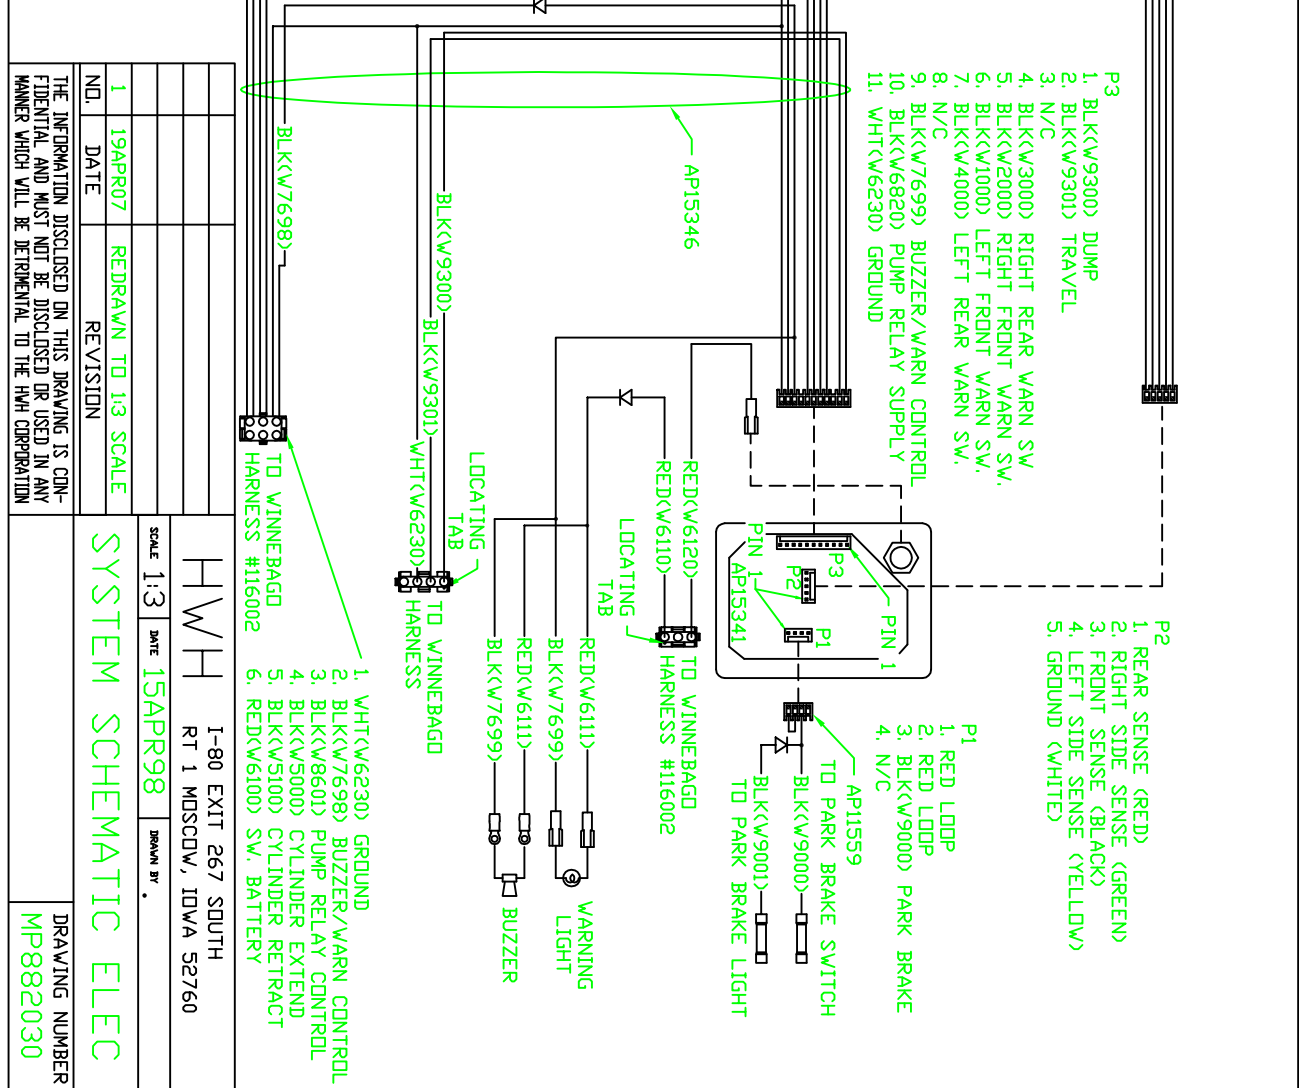 P3
1. BLK(W9300) DUMP
2. BLK(W9301) TRAVEL
3. N/C
4. BLK(W3000) RIGHT REAR WARN SW
5. BLK(W2000) RIGHT FRONT WARN SW.
6. BLK(W1000) LEFT FRONT WARN SW.
7. BLK(W4000) LEFT REAR WARN SW.
8. N/C
9. BLK(W7699) BUZZER/WARN CONTROL
10. BLK(W6820) PUMP RELAY SUPPLY
11. WHT(W6230) GROUND
P2
1. REAR SENSE (RED)
2. RIGHT SIDE SENSE (GREEN)
3. FRONT SENSE (BLACK)
4. LEFT SIDE SENSE (YELLOW)
5. GROUND (WHITE)
P1
1. RED LOOP
2. RED LOOP
3. BLK(W9000) PARK BRAKE
4. N/C
PIN 1
P3
P2
P1
PIN 1
AP15341
AP11559
TO PARK BRAKE SWITCH
BLK(W9000)
BLK(W9001)
TO PARK BRAKE LIGHT
AP15346
RED(W6120)
RED(W6110)
TO WINNEBAGO
HARNESS #116002
LOCATING
TAB
RED(W6111)
BLK(W7699)
RED(W6111)
BLK(W7699)
WARNING
LIGHT
BUZZER
BLK(W9300)
BLK(W9301)
WHT(W6230)
LOCATING
TAB
TO WINNEBAGO
HARNESS
BLK(W7698)
TO WINNEBAGO
HARNESS #116002
1. WHT(W6230) GROUND
2. BLK(W7698) BUZZER/WARN CONTROL
3. BLK(W8601) PUMP RELAY CONTROL
4. BLK(W5000) CYLINDER EXTEND
5. BLK(W5100) CYLINDER RETRACT
6. RED(W6100) SW. BATTERY
1 19APR07 REDRAWN TO 1:3 SCALE
NO. DATE REVISION
THE INFORMATION DISCLOSED ON THIS DRAWING IS CON-
FIDENTIAL AND MUST NOT BE DISCLOSED OR USED IN ANY
MANNER WHICH WILL BE DETRIMENTAL TO THE HWH CORPORATION
HWH
I-80 EXIT 267 SOUTH
RT 1 MOSCOW, IOWA 52760
SCALE 1:3 DATE 15APR98 DRAWN BY .
SYSTEM SCHEMATIC ELEC
DRAWING NUMBER
MP882030